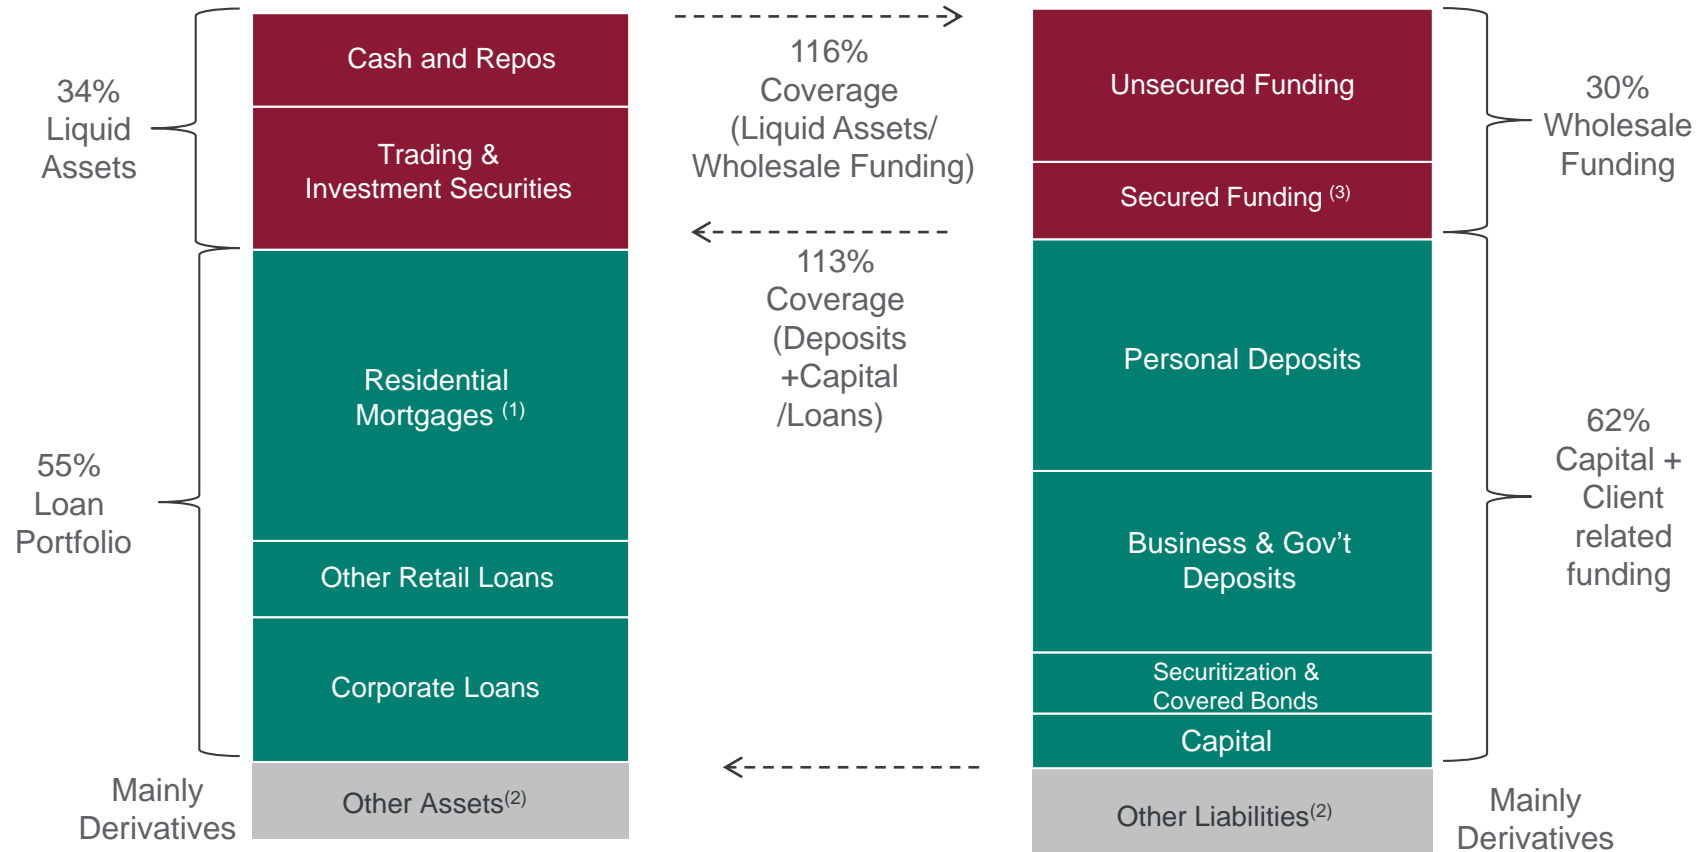 34%
Liquid
Assets
55%
Loan
Portfolio
Mainly
Derivatives
Cash and Repos
Trading &
Investment Securities
Residential
Mortgages (1)
Other Retail Loans
Corporate Loans
Other Assets(2)
116%
Coverage
(Liquid Assets/
Wholesale Funding)
113%
Coverage
(Deposits
+Capital
/Loans)
Unsecured Funding
Secured Funding (3)
Personal Deposits
Business & Gov’t
Deposits
Securitization &
Covered Bonds
Capital
Other Liabilities(2)
30%
Wholesale
Funding
62%
Capital +
Client
related
funding
Mainly
Derivatives